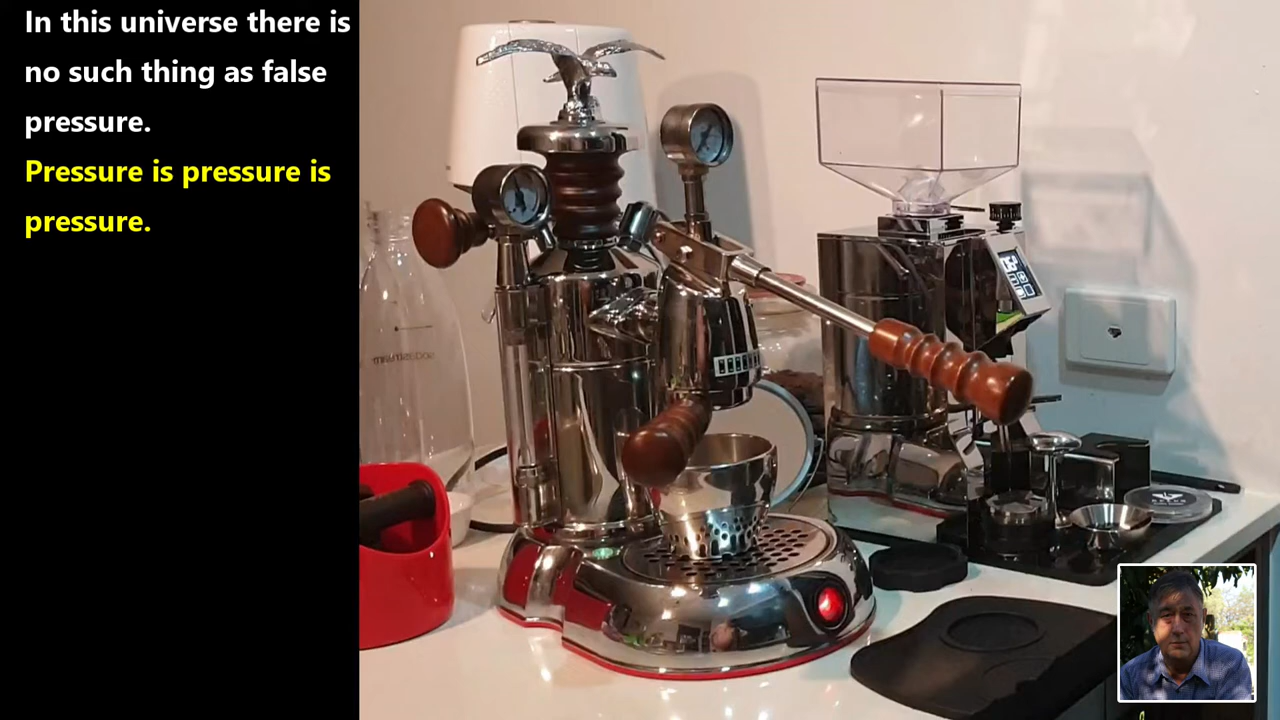 In this universe there is
no such thing as false
pressure.
Pressure is pressure is
pressure.